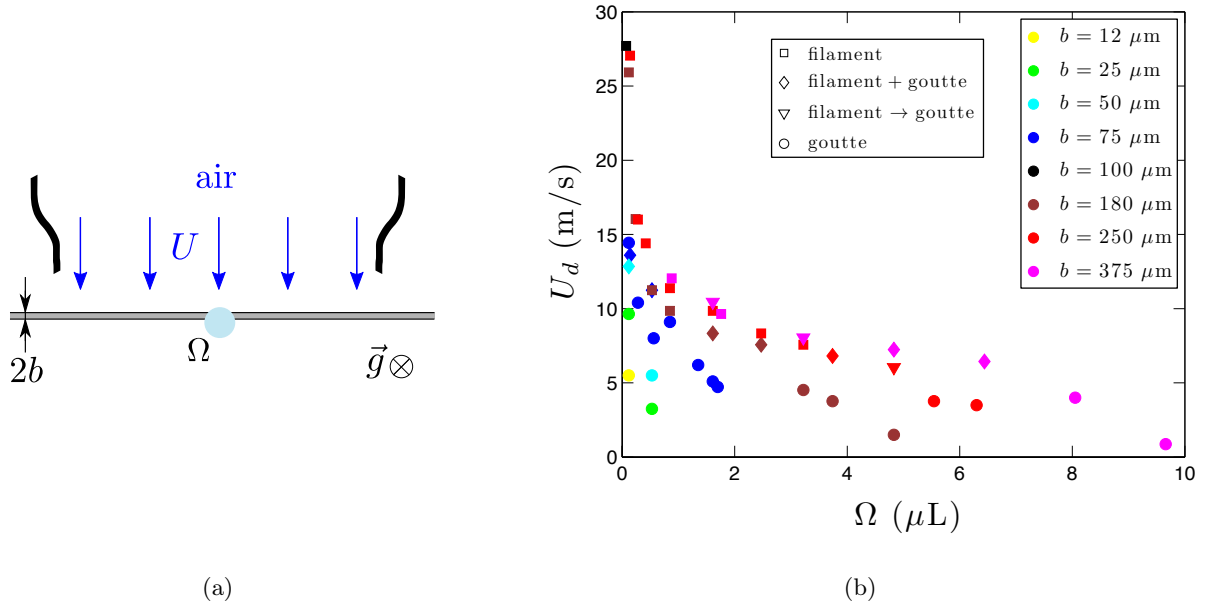 air
U
Ω
2b
g⃗ ⊗
(a)
30
25
20
15
10
5
0
0 2 4 6 8 10
U_d (m/s)
Ω (μL)
filament
filament + goutte
filament → goutte
goutte
b = 12 μm
b = 25 μm
b = 50 μm
b = 75 μm
b = 100 μm
b = 180 μm
b = 250 μm
b = 375 μm
(b)